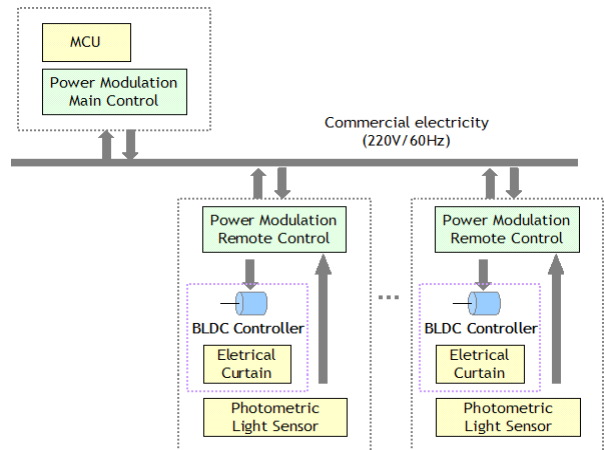 MCU
Power Modulation
Main Control
Commercial electricity
(220V/60Hz)
Power Modulation
Remote Control
BLDC Controller
Eletrical
Curtain
Photometric
Light Sensor
...
Power Modulation
Remote Control
BLDC Controller
Eletrical
Curtain
Photometric
Light Sensor